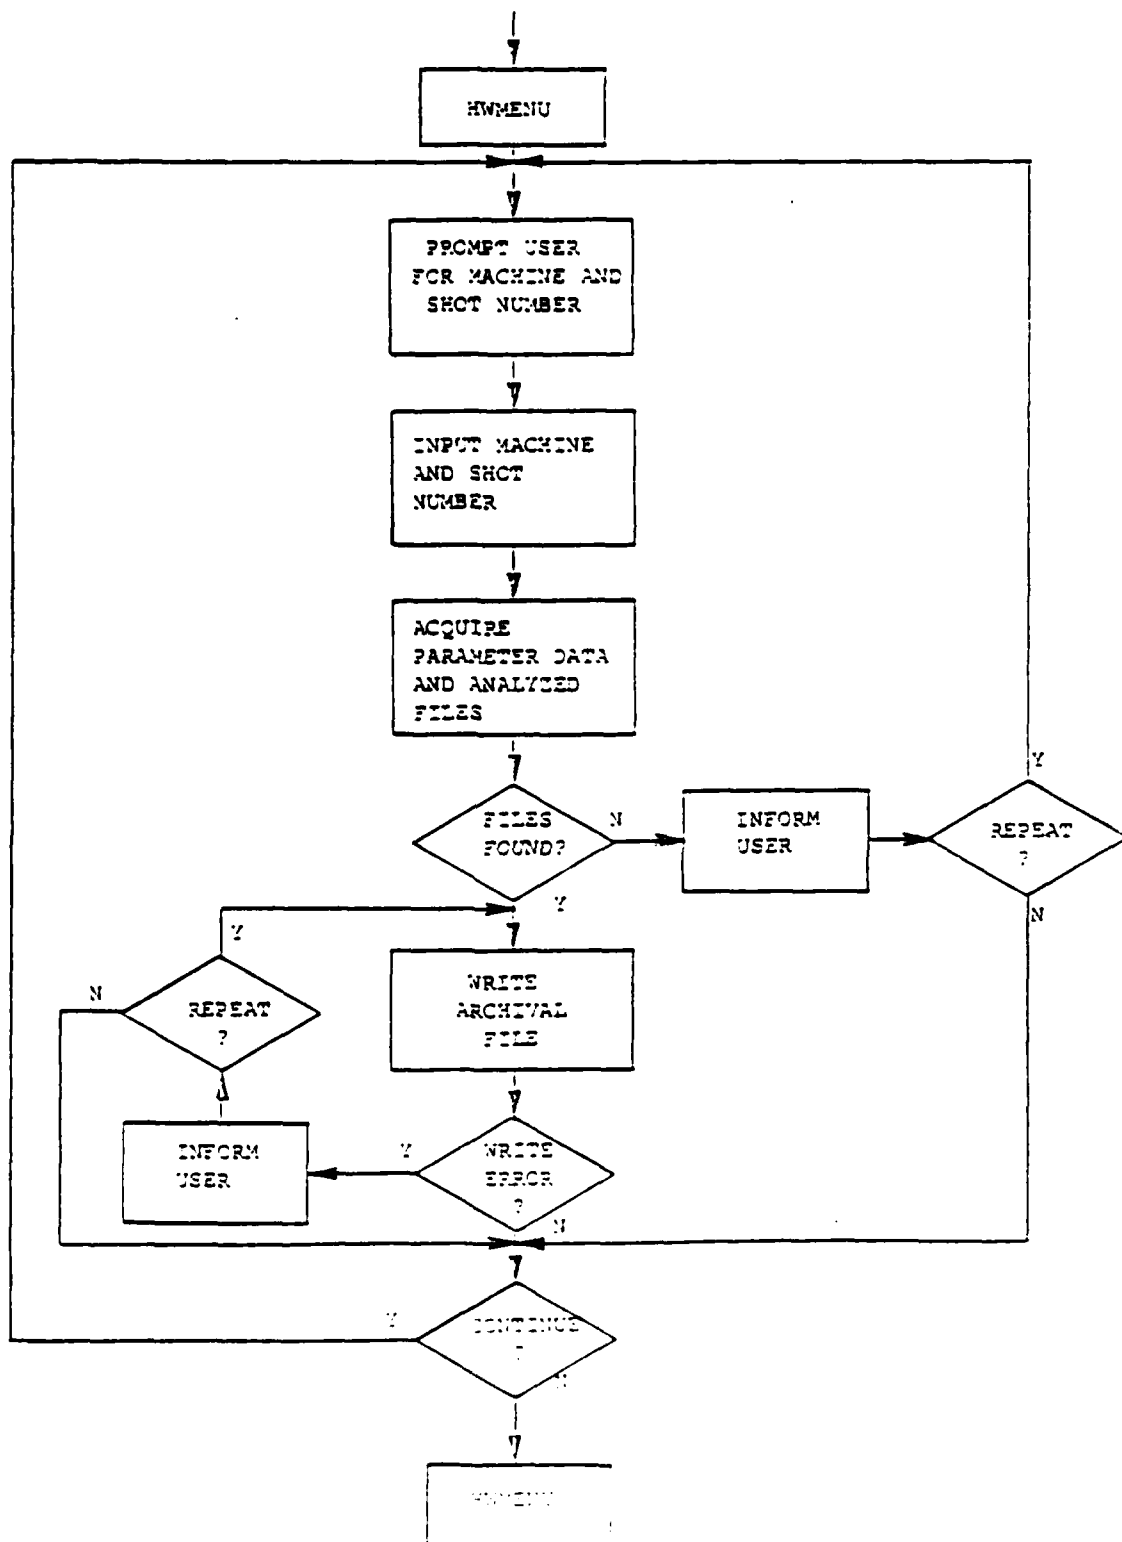 HWMENU
PROMPT USER
FOR MACHINE AND
SHOT NUMBER
INPUT MACHINE
AND SHOT
NUMBER
ACQUIRE
PARAMETER DATA
AND ANALYZED
FILES
FILES
FOUND?
N
INFORM
USER
Y
REPEAT
?
N
Y
Y
N
REPEAT
?
WRITE
ARCHIVAL
FILE
INFORM
USER
Y
WRITE
ERROR
?
N
Y
CONTINUE
?
N
HWMENU